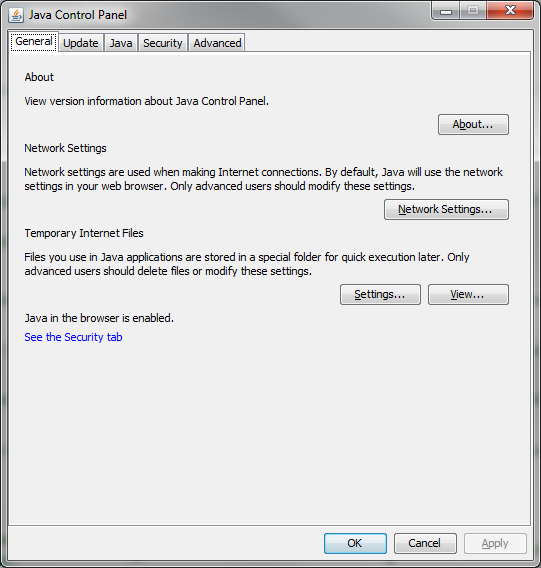 Java Control Panel
General Update Java Security Advanced
About
View version information about Java Control Panel.
About...
Network Settings
Network settings are used when making Internet connections. By default, Java will use the network
settings in your web browser. Only advanced users should modify these settings.
Network Settings...
Temporary Internet Files
Files you use in Java applications are stored in a special folder for quick execution later. Only
advanced users should delete files or modify these settings.
Settings... View...
Java in the browser is enabled.
See the Security tab
OK Cancel Apply